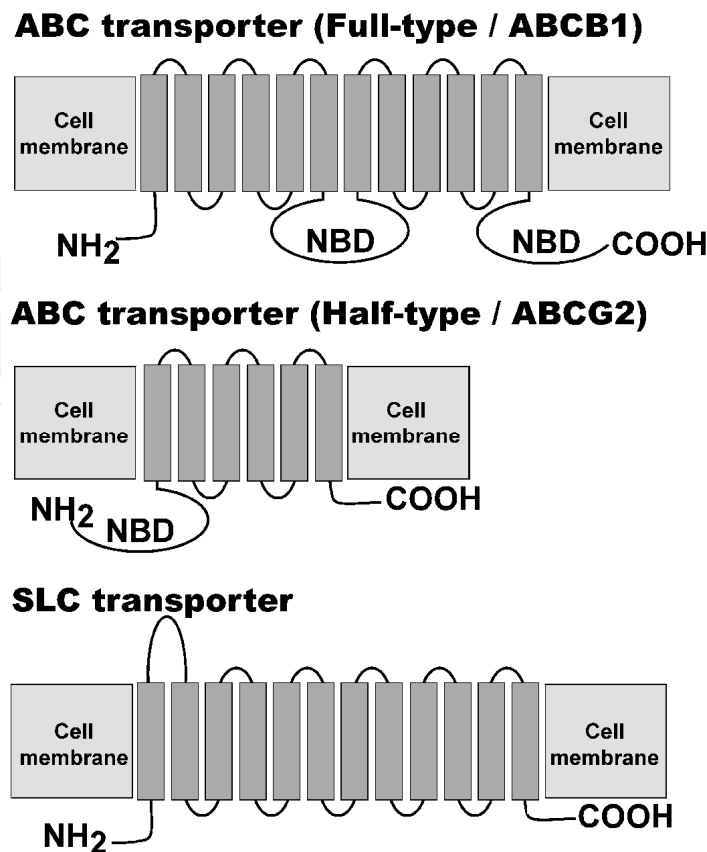 ABC transporter (Full-type / ABCB1)
Cell
membrane
Cell
membrane
NH2
NBD
NBD
COOH
ABC transporter (Half-type / ABCG2)
Cell
membrane
Cell
membrane
NH2
NBD
COOH
SLC transporter
Cell
membrane
Cell
membrane
NH2
COOH